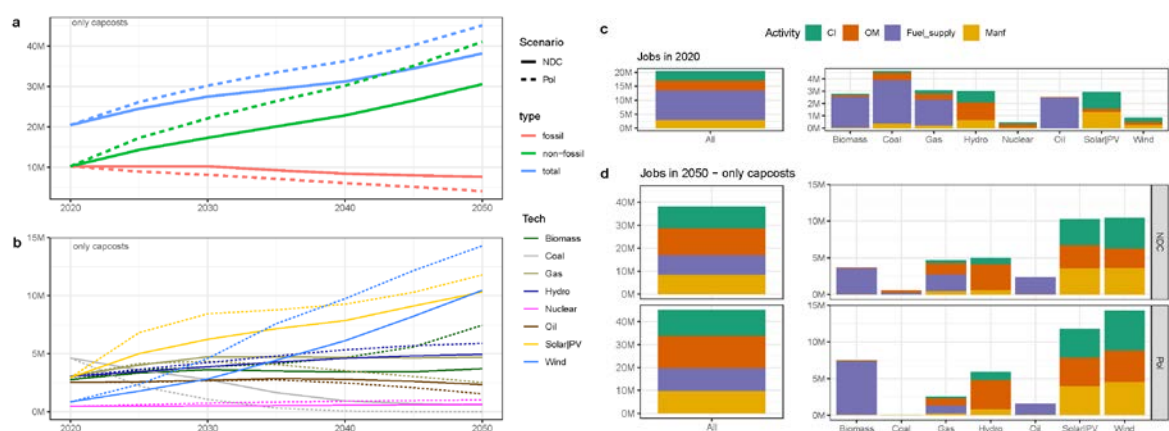 a
only capcosts
40M
30M
20M
10M
2020
2030
2040
2050
Scenario
NDC
Pol
type
fossil
non-fossil
total
b
only capcosts
15M
10M
5M
0M
2020
2030
2040
2050
Tech
Biomass
Coal
Gas
Hydro
Nuclear
Oil
Solar|PV
Wind
c
Activity
CI
OM
Fuel_supply
Manf
Jobs in 2020
20M
15M
10M
5M
0M
All
4M
3M
2M
1M
0M
Biomass
Coal
Gas
Hydro
Nuclear
Oil
Solar|PV
Wind
d
Jobs in 2050 – only capcosts
40M
30M
20M
10M
0M
40M
30M
20M
10M
0M
All
15M
10M
5M
0M
NDC
15M
10M
5M
0M
Pol
Biomass
Coal
Gas
Hydro
Oil
Solar|PV
Wind